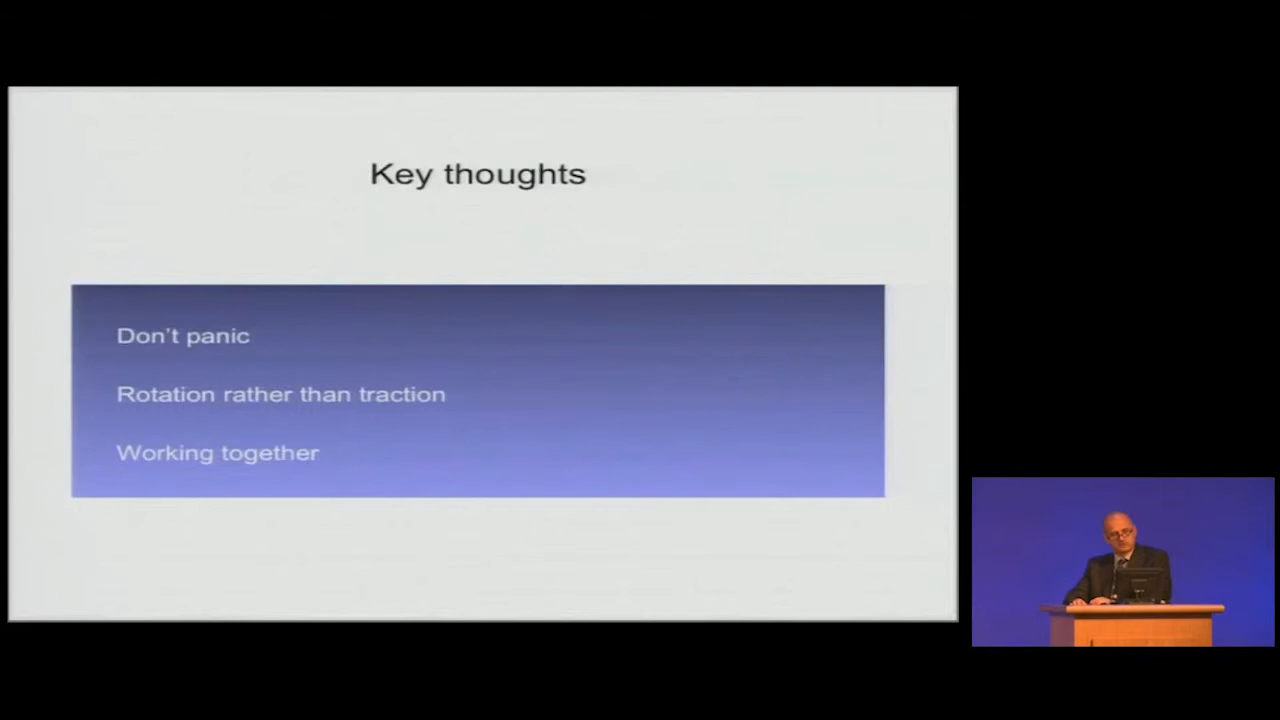 Key thoughts
Don't panic
Rotation rather than traction
Working together